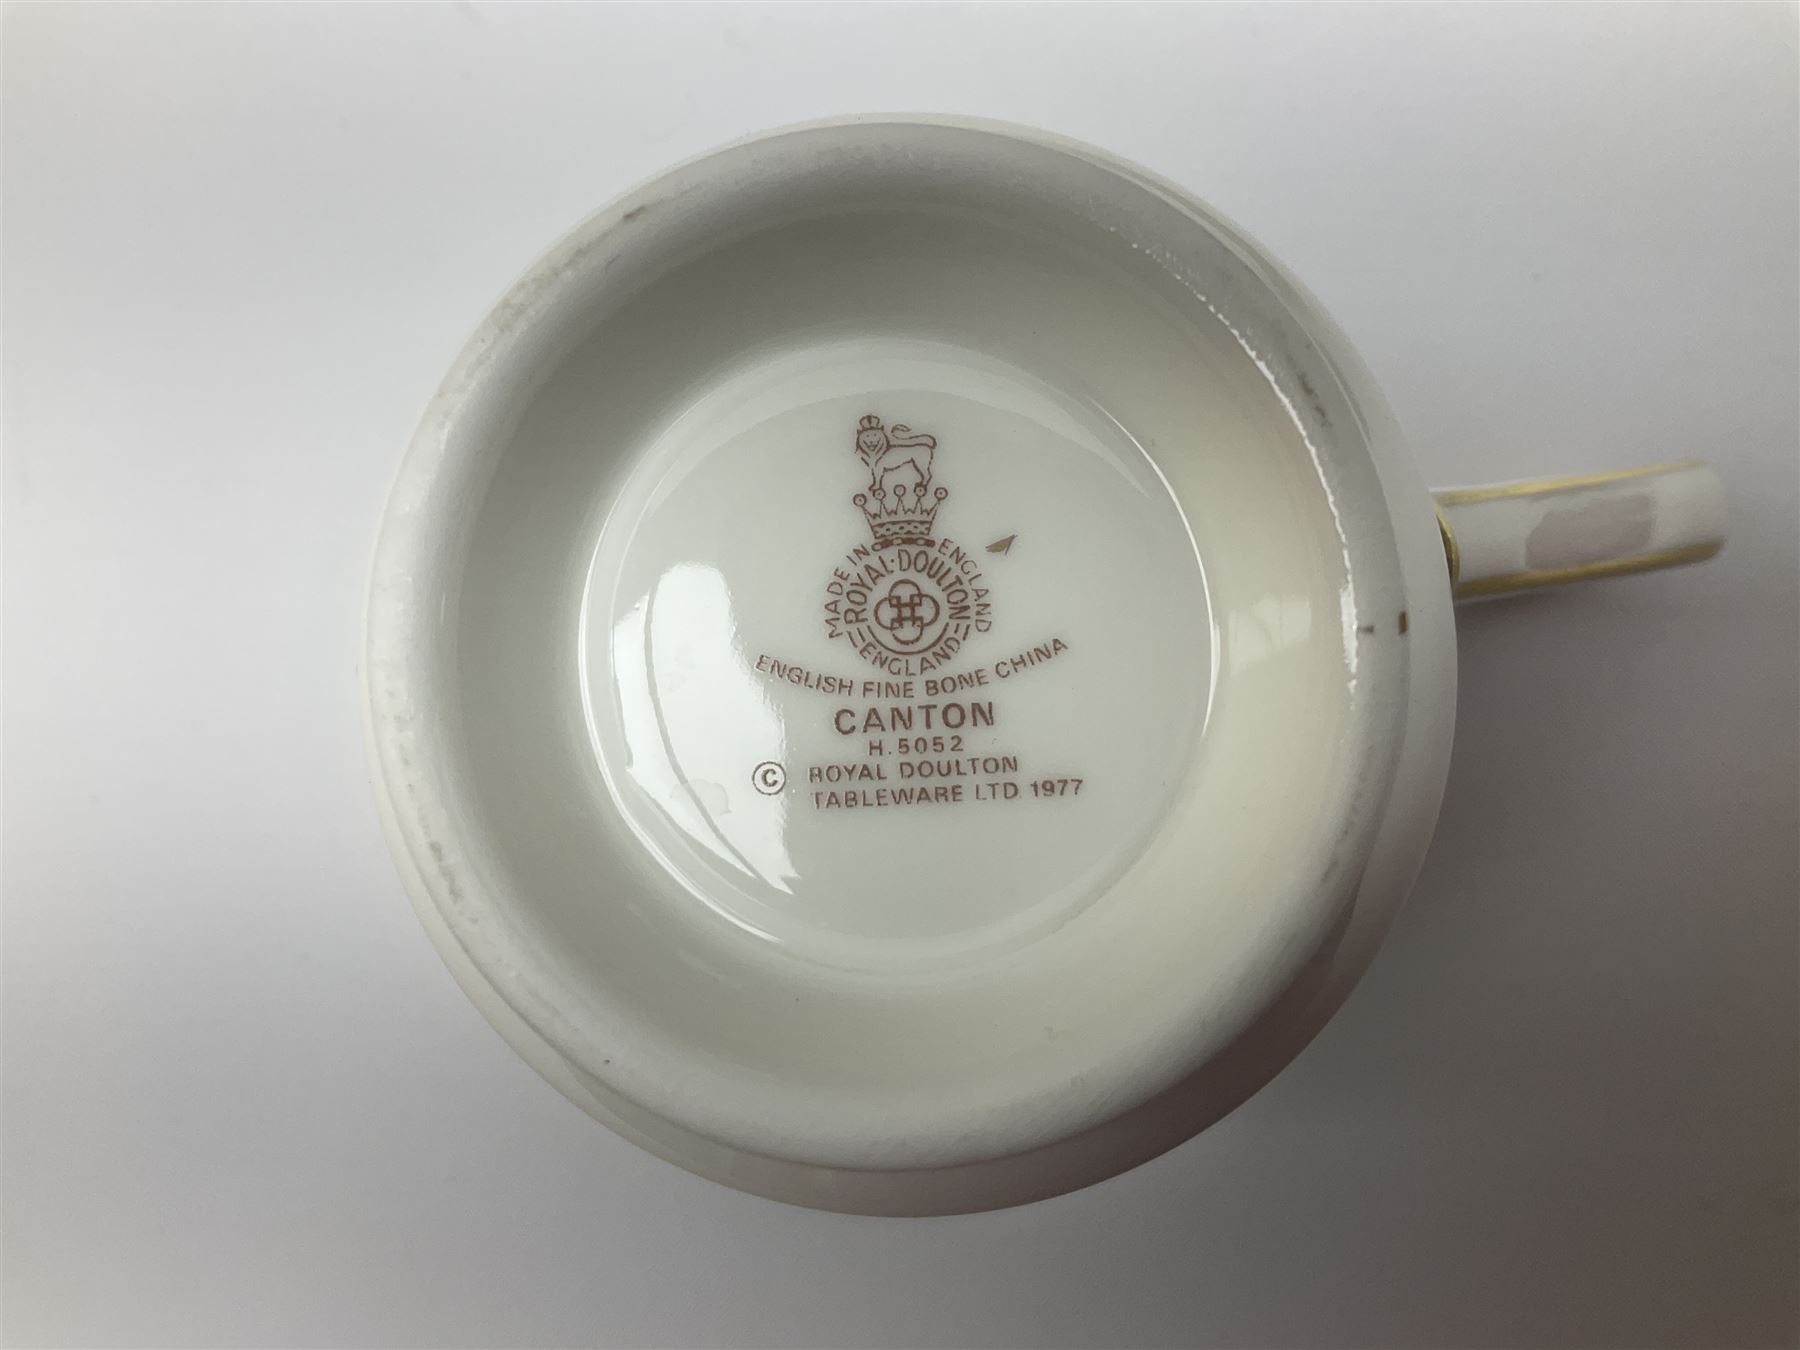 MADE IN ENGLAND
ROYAL·DOULTON
ENGLAND
ENGLISH FINE BONE CHINA
CANTON
H.5052
© ROYAL DOULTON
TABLEWARE LTD 1977